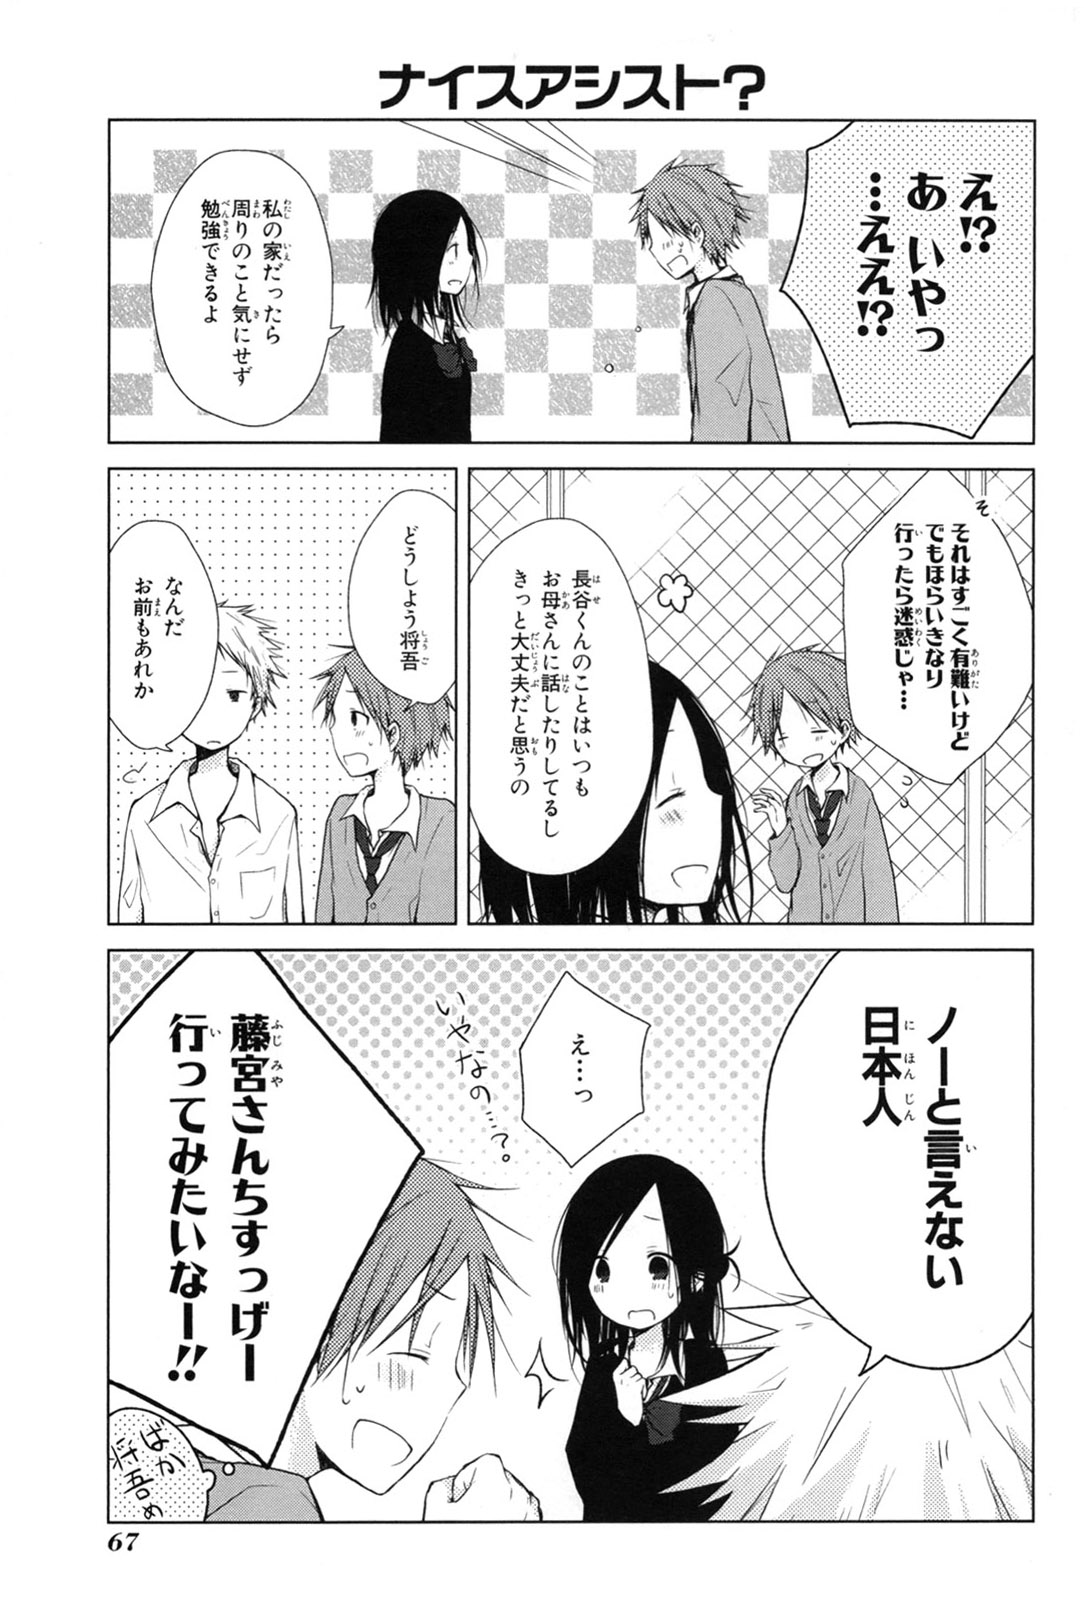 ナイスアシスト?
え!?
あ いやっ
…ええ!?
私の家だったら
周りのこと気にせず
勉強できるよ
そ
それはすごく有難いけど
でもほらいきなり
行ったら迷惑じゃ…
長谷くんのことはいつも
お母さんに話したりしてるし
きっと大丈夫だと思うの
どうしよう将吾
なんだ
お前もあれか
ノーと言えない
日本人
え…っ
いやなの…?。
藤宮さんちすっげー
行ってみたいなー!!
ばか
将吾め
67